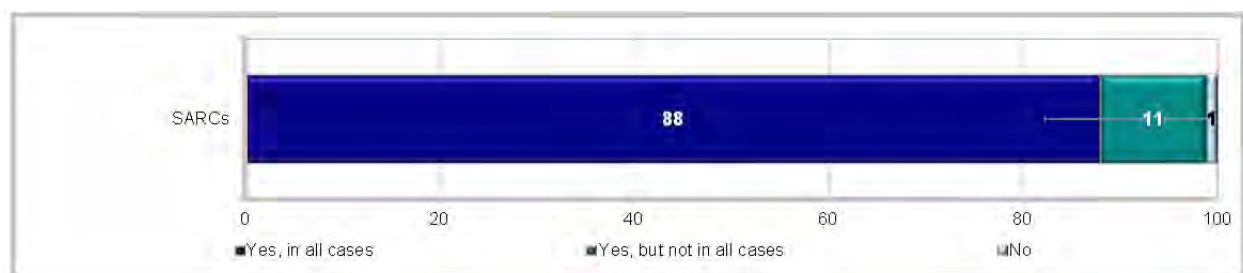 SARCs 88 11 1
0 20 40 60 80 100
Yes, in all cases Yes, but not in all cases No